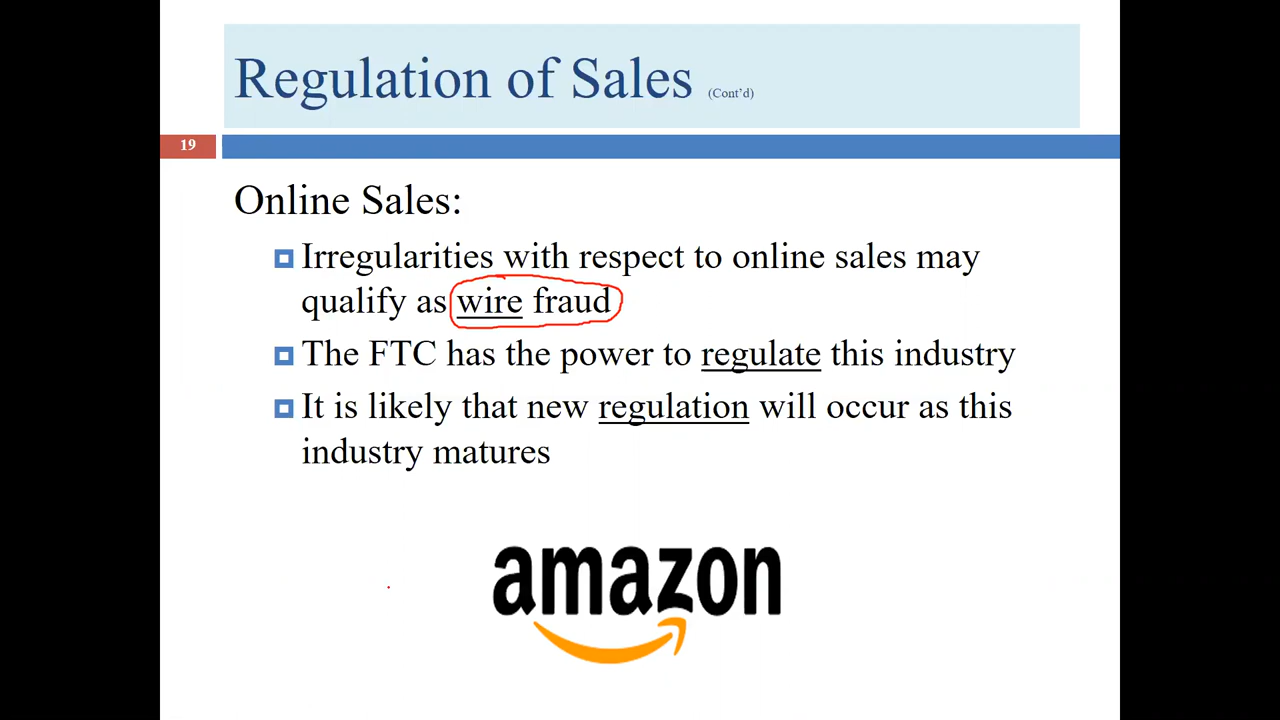 Regulation of Sales (Cont'd)
19
Online Sales:
Irregularities with respect to online sales may
qualify as wire fraud
The FTC has the power to regulate this industry
It is likely that new regulation will occur as this
industry matures
amazon